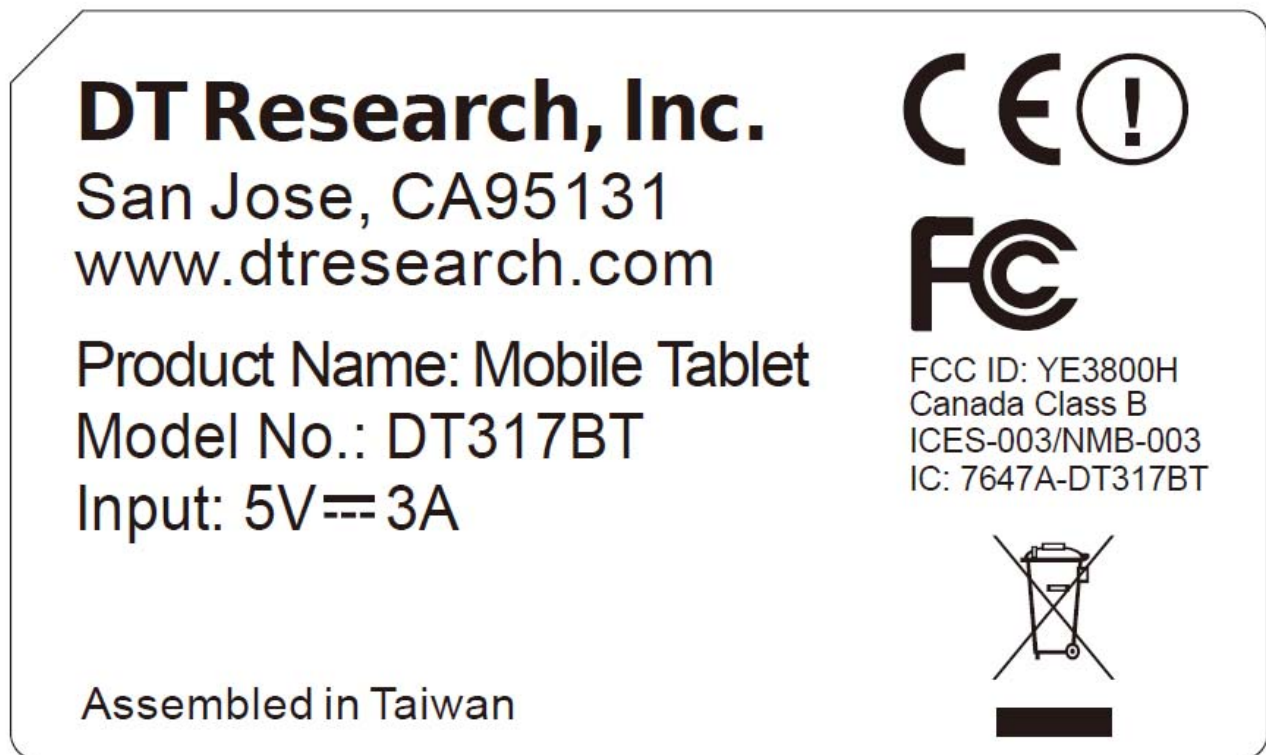 DT Research, Inc.
San Jose, CA95131
www.dtresearch.com
Product Name: Mobile Tablet
Model No.: DT317BT
Input: 5V⎓3A
Assembled in Taiwan
CE!
FC
FCC ID: YE3800H
Canada Class B
ICES-003/NMB-003
IC: 7647A-DT317BT